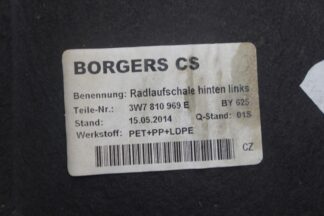 BORGERS CS
Benennung: Radlaufschale hinten links
Teile-Nr.: 3W7 810 969 E BY 625
Stand: 15.05.2014 Q-Stand: 01S
Werkstoff: PET+PP+LDPE
CZ